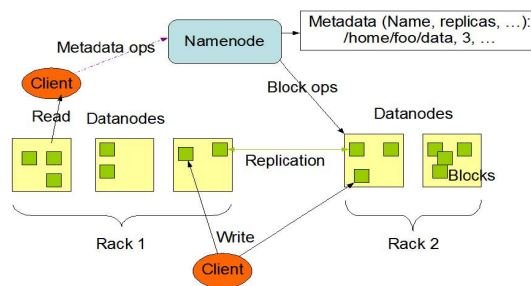 Metadata (Name, replicas, …):
/home/foo/data, 3, …
Namenode
Metadata ops
Client
Block ops
Read
Datanodes
Datanodes
Replication
Blocks
Rack 1
Write
Rack 2
Client